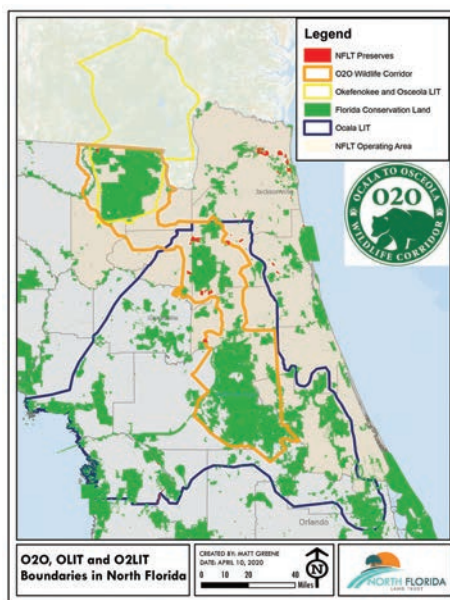 Legend
NFLT Preserves
O2O Wildlife Corridor
Okefenokee and Osceola LIT
Florida Conservation Land
Ocala LIT
NFLT Operating Area
OCALA TO OSCEOLA
O2O
WILDLIFE CORRIDOR
Jacksonville
Orlando
O2O, OLIT and O2LIT
Boundaries in North Florida
CREATED BY: MATT GREENE
DATE: APRIL 10, 2020
0 10 20 40
Miles
N
NORTH FLORIDA
LAND TRUST